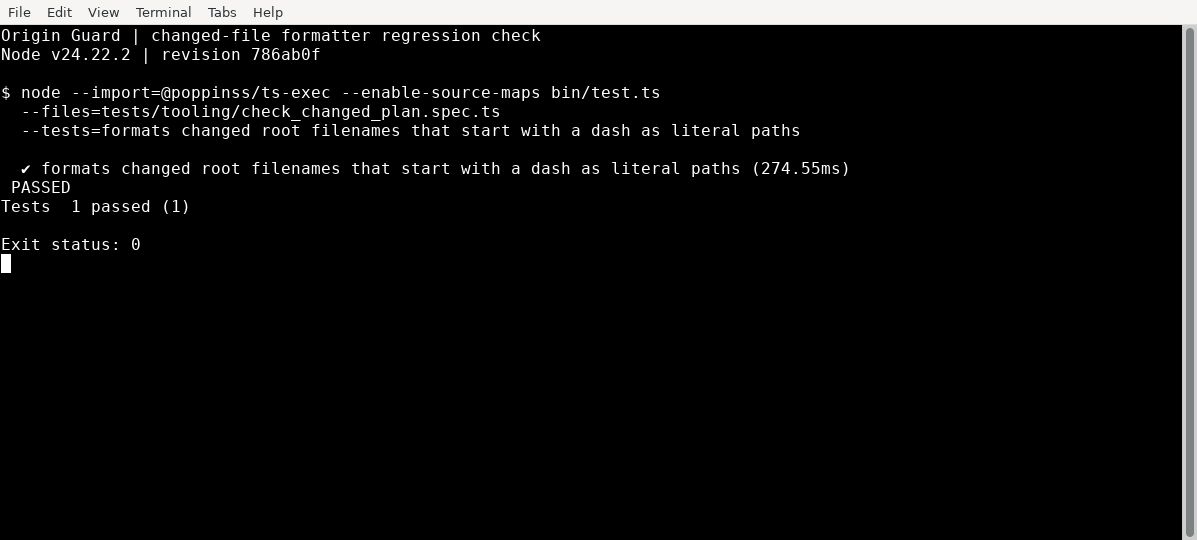 File Edit View Terminal Tabs Help
Origin Guard | changed-file formatter regression check
Node v24.22.2 | revision 786ab0f
$ node --import=@poppinss/ts-exec --enable-source-maps bin/test.ts
--files=tests/tooling/check_changed_plan.spec.ts
--tests=formats changed root filenames that start with a dash as literal paths
✔ formats changed root filenames that start with a dash as literal paths (274.55ms)
PASSED
Tests  1 passed (1)
Exit status: 0